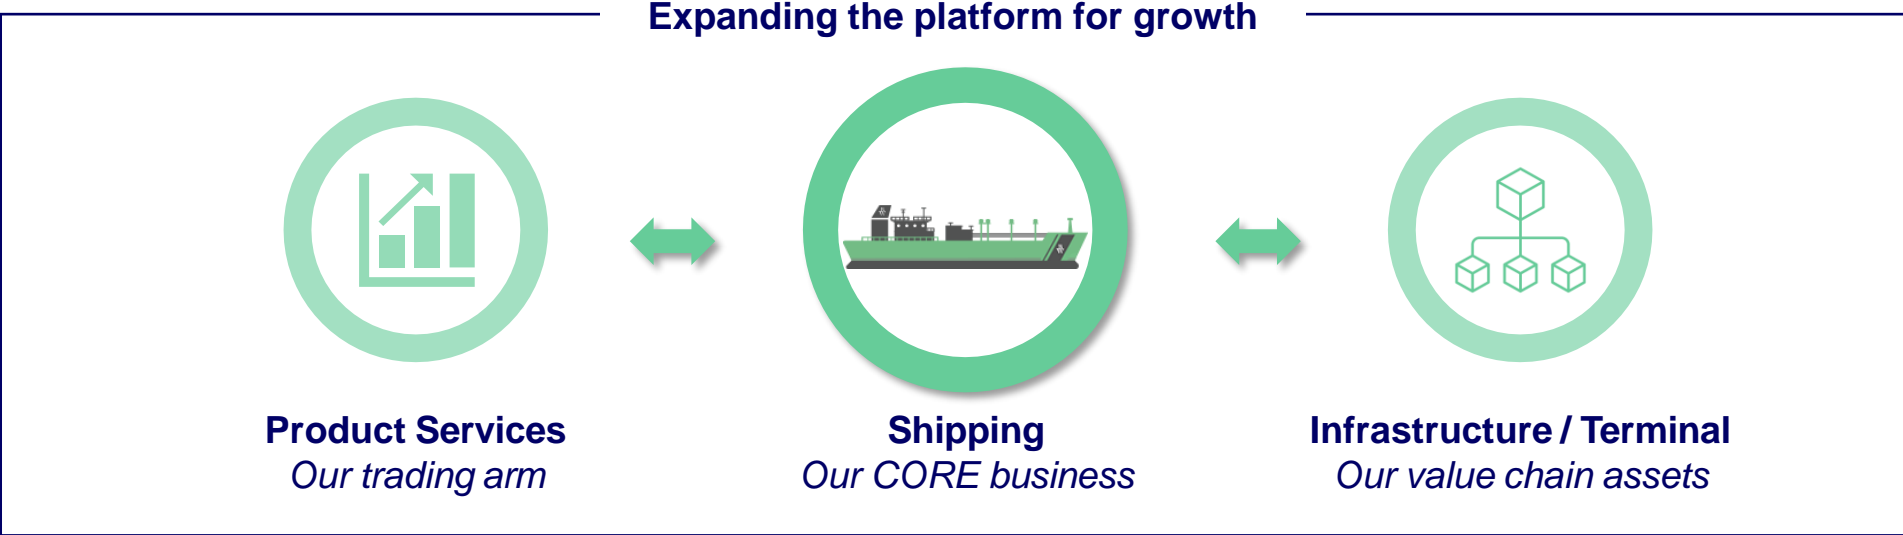 Expanding the platform for growth
Product Services
Our trading arm
Shipping
Our CORE business
Infrastructure / Terminal
Our value chain assets